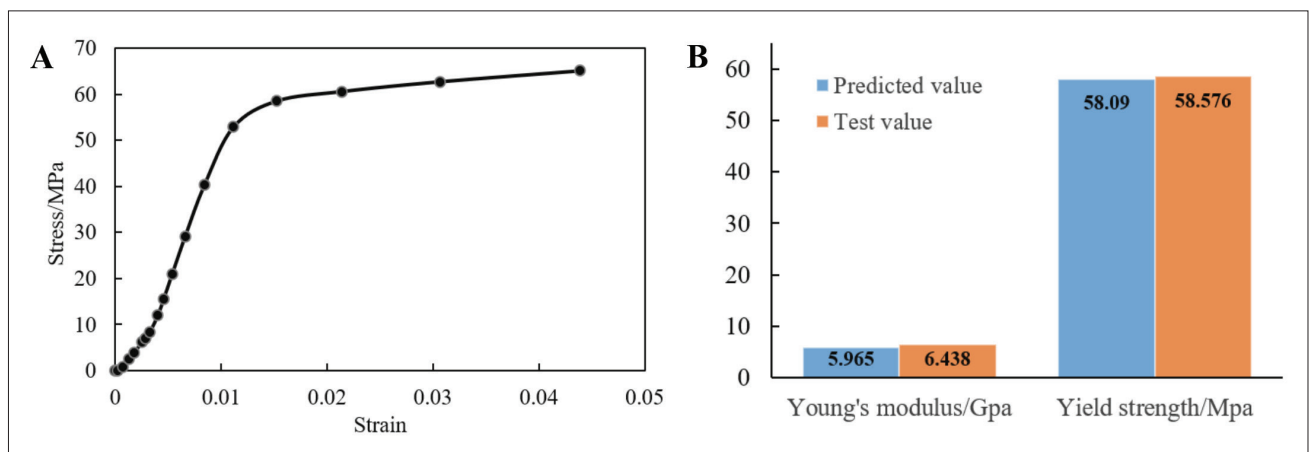 A
70
60
50
40
30
20
10
0
Stress/MPa
0 0.01 0.02 0.03 0.04 0.05
Strain
B
60
50
40
30
20
10
0
Predicted value
Test value
5.965 6.438 58.09 58.576
Young's modulus/Gpa Yield strength/Mpa